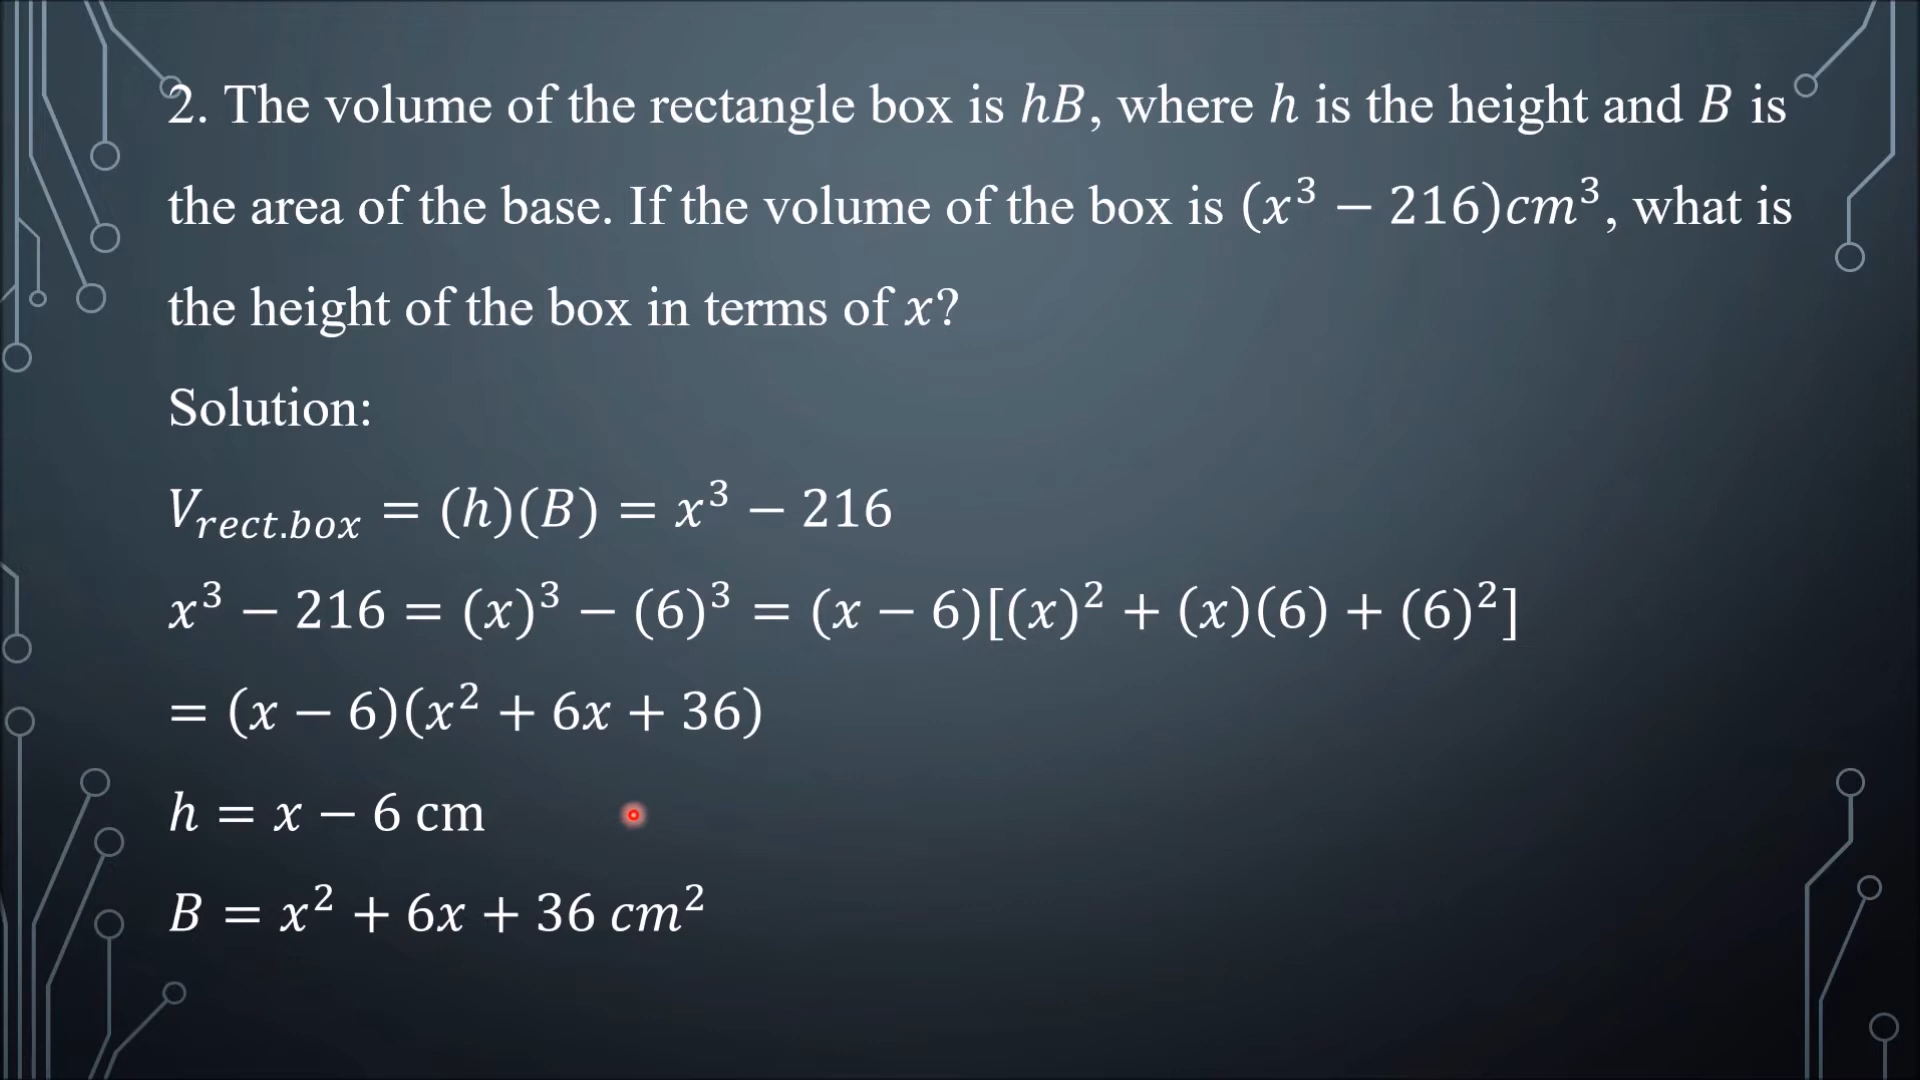 2. The volume of the rectangle box is hB, where h is the height and B is
the area of the base. If the volume of the box is (x³ − 216)cm³, what is
the height of the box in terms of x?
Solution:
V_rect.box = (h)(B) = x³ − 216
x³ − 216 = (x)³ − (6)³ = (x − 6)[(x)² + (x)(6) + (6)²]
= (x − 6)(x² + 6x + 36)
h = x − 6 cm
B = x² + 6x + 36 cm²